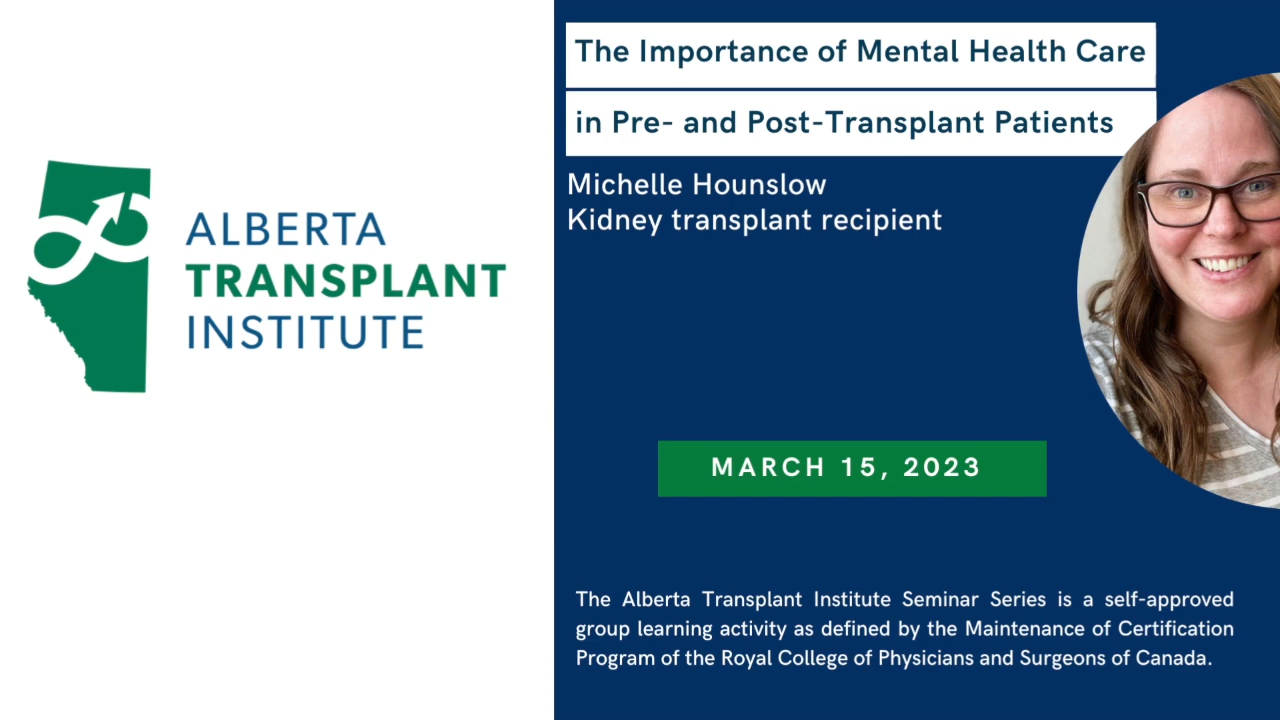 ALBERTA
TRANSPLANT
INSTITUTE
The Importance of Mental Health Care
in Pre- and Post-Transplant Patients
Michelle Hounslow
Kidney transplant recipient
MARCH 15, 2023
The Alberta Transplant Institute Seminar Series is a self-approved
group learning activity as defined by the Maintenance of Certification
Program of the Royal College of Physicians and Surgeons of Canada.